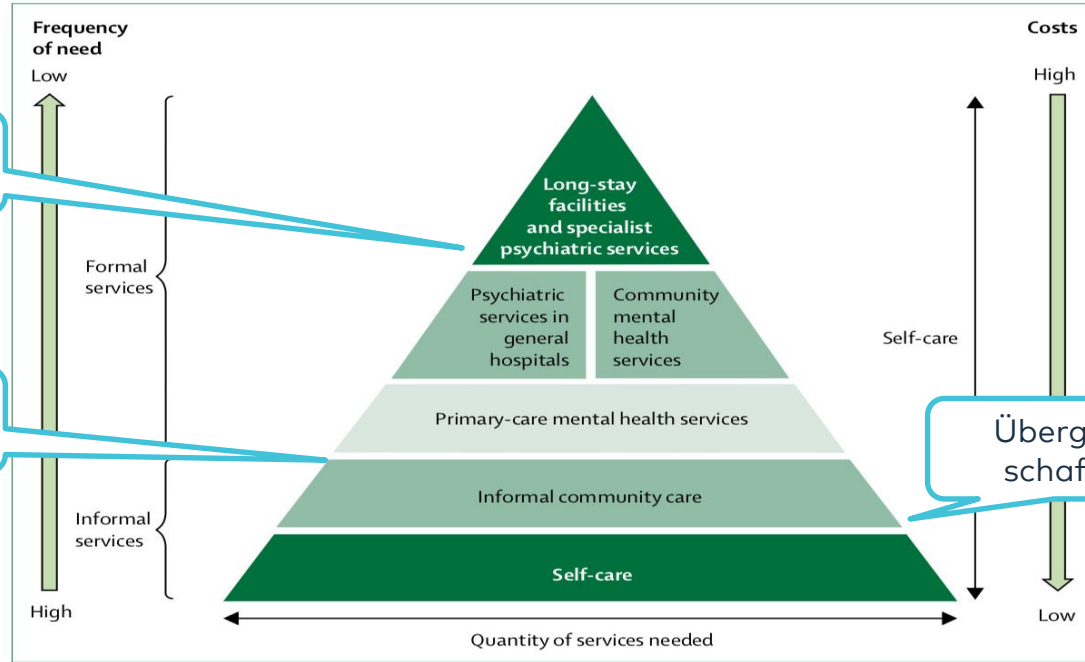 Frequency
of need
Low
Costs
High
Long-stay
facilities
and specialist
psychiatric services
Formal
services
Psychiatric
services in
general
hospitals
Community
mental
health
services
Self-care
Primary-care mental health services
Informal community care
Informal
services
Self-care
High
Low
Quantity of services needed